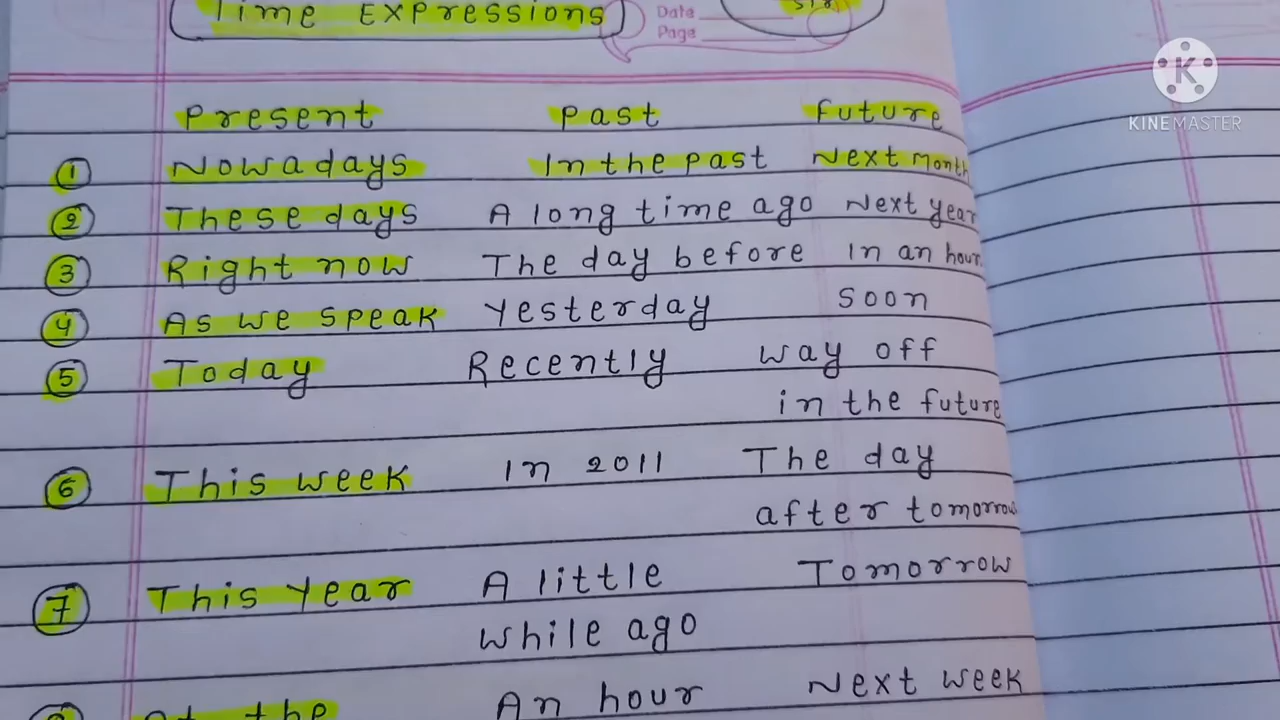 Time Expressions
Date
Page
Present Past Future
1 Nowadays In the past Next Month
2 These days A long time ago Next year
3 Right now The day before In an hour
4 As we speak Yesterday Soon
5 Today Recently way off
in the future
6 This week In 2011 The day
after tomorrow
7 This year A little Tomorrow
while ago
At the An hour Next week
K
KINEMASTER